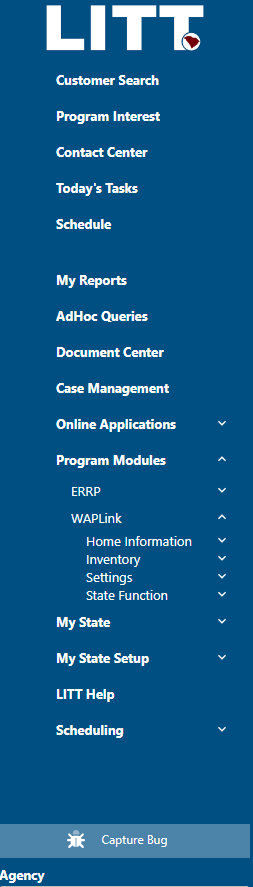 LITT
Customer Search
Program Interest
Contact Center
Today's Tasks
Schedule
My Reports
AdHoc Queries
Document Center
Case Management
Online Applications
Program Modules
ERRP
WAPLink
Home Information
Inventory
Settings
State Function
My State
My State Setup
LITT Help
Scheduling
Capture Bug
Agency